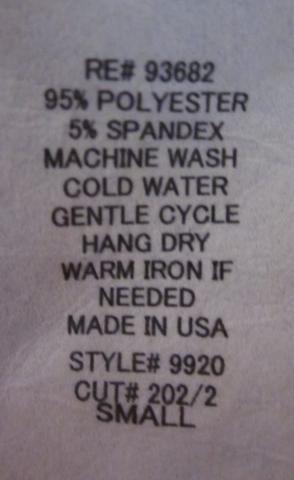 RE# 93682
95% POLYESTER
5% SPANDEX
MACHINE WASH
COLD WATER
GENTLE CYCLE
HANG DRY
WARM IRON IF
NEEDED
MADE IN USA
STYLE# 9920
CUT# 202/2
SMALL